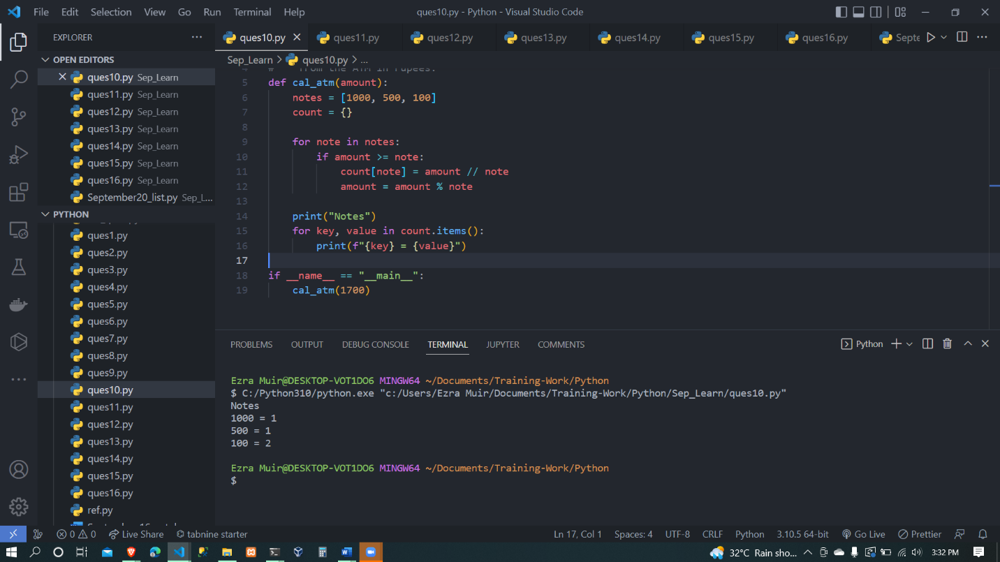 File Edit Selection View Go Run Terminal Help
ques10.py - Python - Visual Studio Code
EXPLORER
OPEN EDITORS
ques10.py Sep_Learn
ques11.py Sep_Learn
ques12.py Sep_Learn
ques13.py Sep_Learn
ques14.py Sep_Learn
ques15.py Sep_Learn
ques16.py Sep_Learn
September20_list.py Sep_L...
PYTHON
ques1.py
ques2.py
ques3.py
ques4.py
ques5.py
ques6.py
ques7.py
ques8.py
ques9.py
ques10.py
ques11.py
ques12.py
ques13.py
ques14.py
ques15.py
ques16.py
ref.py
ques10.py ques11.py ques12.py ques13.py ques14.py ques15.py ques16.py Septe
Sep_Learn > ques10.py > ...
4 # from the ATM in rupees.
5 def cal_atm(amount):
6 notes = [1000, 500, 100]
7 count = {}
8
9 for note in notes:
10 if amount >= note:
11 count[note] = amount // note
12 amount = amount % note
13
14 print("Notes")
15 for key, value in count.items():
16 print(f"{key} = {value}")
17
18 if __name__ == "__main__":
19 cal_atm(1700)
PROBLEMS OUTPUT DEBUG CONSOLE TERMINAL JUPYTER COMMENTS
Python
Ezra Muir@DESKTOP-VOT1DO6 MINGW64 ~/Documents/Training-Work/Python
$ C:/Python310/python.exe "c:/Users/Ezra Muir/Documents/Training-Work/Python/Sep_Learn/ques10.py"
Notes
1000 = 1
500 = 1
100 = 2
Ezra Muir@DESKTOP-VOT1DO6 MINGW64 ~/Documents/Training-Work/Python
$
0 0 Live Share tabnine starter
Ln 17, Col 1 Spaces: 4 UTF-8 CRLF Python 3.10.5 64-bit Go Live Prettier
32°C Rain sho... 3:32 PM